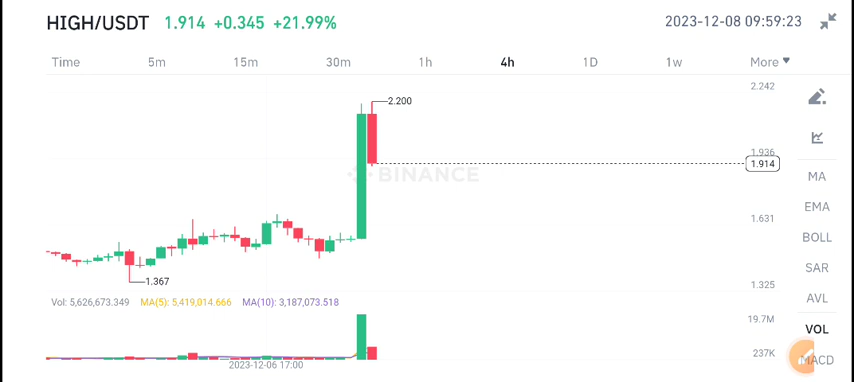 HIGH/USDT 1.914 +0.345 +21.99% 2023-12-08 09:59:23
Time 5m 15m 30m 1h 4h 1D 1w More
2.242
2.200
1.936
1.914
BINANCE
MA
EMA
1.631
BOLL
SAR
1.367
1.325
AVL
Vol: 5,626,673.349 MA(5): 5,419,014.666 MA(10): 3,187,073.518
19.7M
VOL
237K
MACD
2023-12-06 17:00